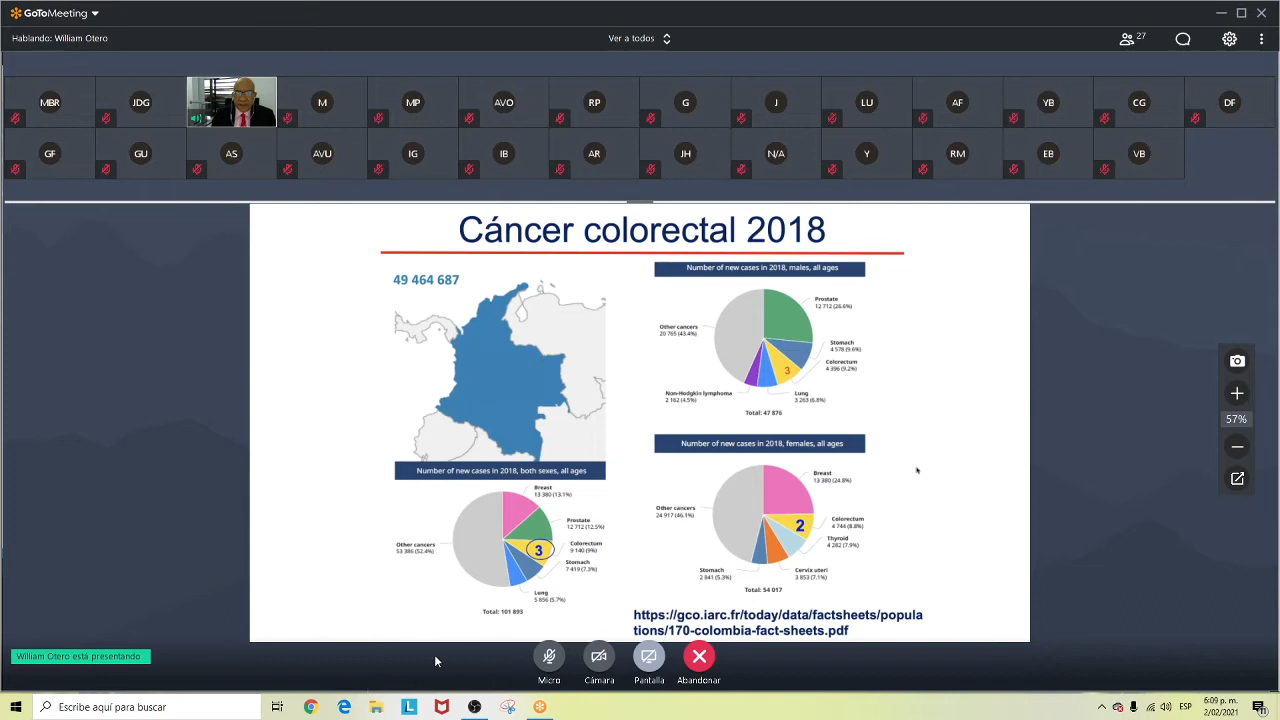 GoToMeeting
Hablando: William Otero
Ver a todos
27
MBR JDG M MP AVO RP G J LU AF YB CG DF
GF GU AS AVU IG IB AR JH N/A Y RM EB VB
Cáncer colorectal 2018
49 464 687
Number of new cases in 2018, both sexes, all ages
Breast
13 380 (13.1%)
Prostate
12 712 (12.5%)
Colorectum
9 140 (9%)
Stomach
7 419 (7.3%)
Lung
5 856 (5.7%)
Other cancers
53 386 (52.4%)
3
Total: 101 893
Number of new cases in 2018, males, all ages
Prostate
12 712 (26.6%)
Stomach
4 578 (9.6%)
Colorectum
4 396 (9.2%)
Lung
3 263 (6.8%)
Non-Hodgkin lymphoma
2 162 (4.5%)
Other cancers
20 765 (43.4%)
3
Total: 47 876
Number of new cases in 2018, females, all ages
Breast
13 380 (24.8%)
Colorectum
4 744 (8.8%)
Thyroid
4 282 (7.9%)
Cervix uteri
3 853 (7.1%)
Stomach
2 841 (5.3%)
Other cancers
24 917 (46.1%)
2
Total: 54 017
https://gco.iarc.fr/today/data/factsheets/popula
tions/170-colombia-fact-sheets.pdf
57%
William Otero está presentando
Micro Cámara Pantalla Abandonar
Escribe aquí para buscar
ESP
6:09 p. m.
2/02/2021